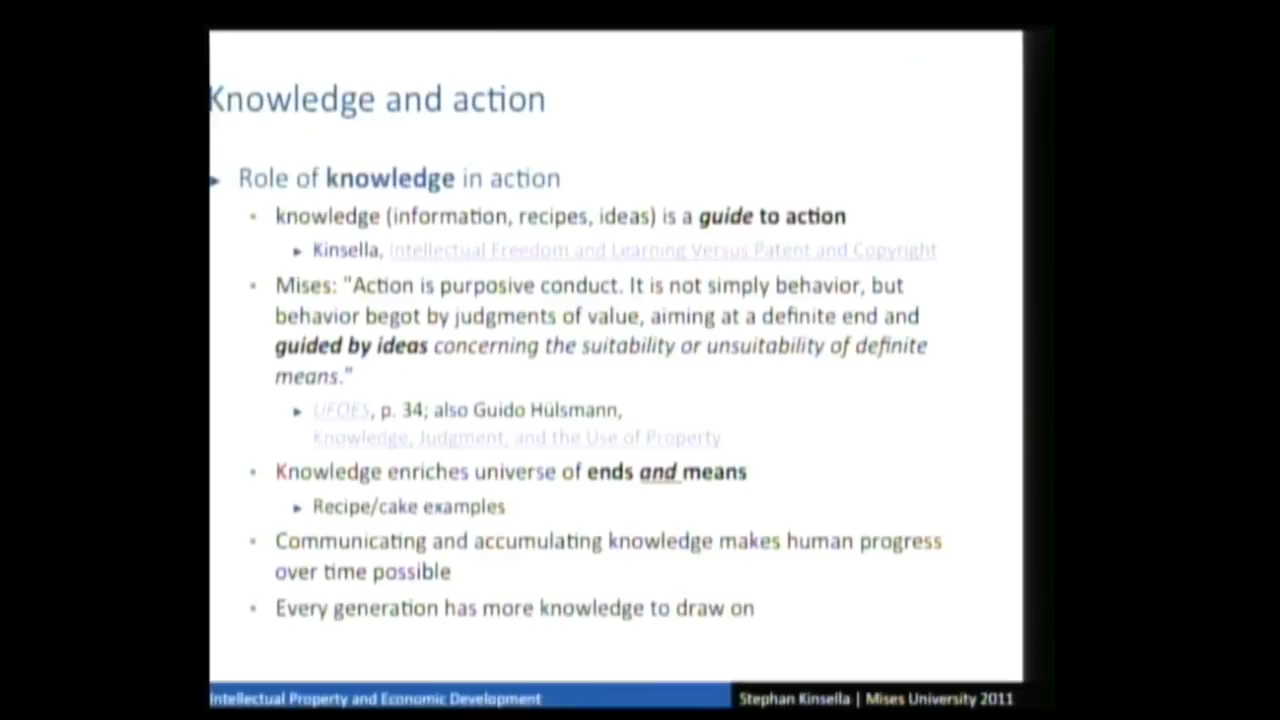 Knowledge and action
► Role of knowledge in action
• knowledge (information, recipes, ideas) is a guide to action
► Kinsella, Intellectual Freedom and Learning Versus Patent and Copyright
• Mises: "Action is purposive conduct. It is not simply behavior, but
behavior begot by judgments of value, aiming at a definite end and
guided by ideas concerning the suitability or unsuitability of definite
means."
► UFOES, p. 34; also Guido Hülsmann,
Knowledge, Judgment, and the Use of Property
• Knowledge enriches universe of ends and means
► Recipe/cake examples
• Communicating and accumulating knowledge makes human progress
over time possible
• Every generation has more knowledge to draw on
Intellectual Property and Economic Development
Stephan Kinsella | Mises University 2011